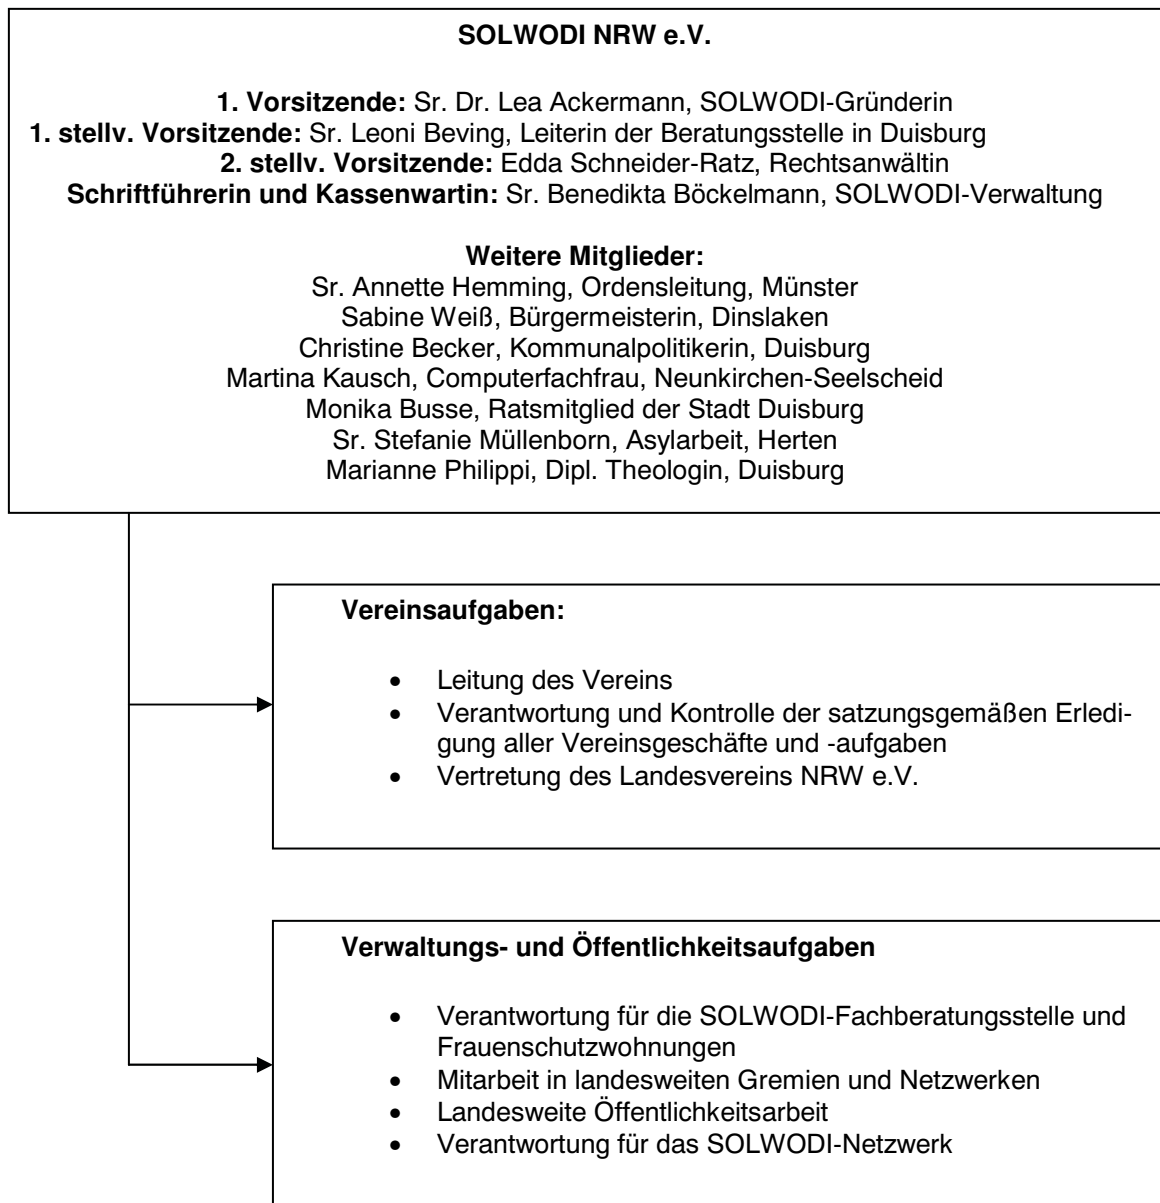 SOLWODI NRW e.V.
1. Vorsitzende: Sr. Dr. Lea Ackermann, SOLWODI-Gründerin
1. stellv. Vorsitzende: Sr. Leoni Beving, Leiterin der Beratungsstelle in Duisburg
2. stellv. Vorsitzende: Edda Schneider-Ratz, Rechtsanwältin
Schriftführerin und Kassenwartin: Sr. Benedikta Böckelmann, SOLWODI-Verwaltung
Weitere Mitglieder:
Sr. Annette Hemming, Ordensleitung, Münster
Sabine Weiß, Bürgermeisterin, Dinslaken
Christine Becker, Kommunalpolitikerin, Duisburg
Martina Kausch, Computerfachfrau, Neunkirchen-Seelscheid
Monika Busse, Ratsmitglied der Stadt Duisburg
Sr. Stefanie Müllenborn, Asylarbeit, Herten
Marianne Philippi, Dipl. Theologin, Duisburg
Vereinsaufgaben:
• Leitung des Vereins
• Verantwortung und Kontrolle der satzungsgemäßen Erledi-
gung aller Vereinsgeschäfte und -aufgaben
• Vertretung des Landesvereins NRW e.V.
Verwaltungs- und Öffentlichkeitsaufgaben
• Verantwortung für die SOLWODI-Fachberatungsstelle und
Frauenschutzwohnungen
• Mitarbeit in landesweiten Gremien und Netzwerken
• Landesweite Öffentlichkeitsarbeit
• Verantwortung für das SOLWODI-Netzwerk